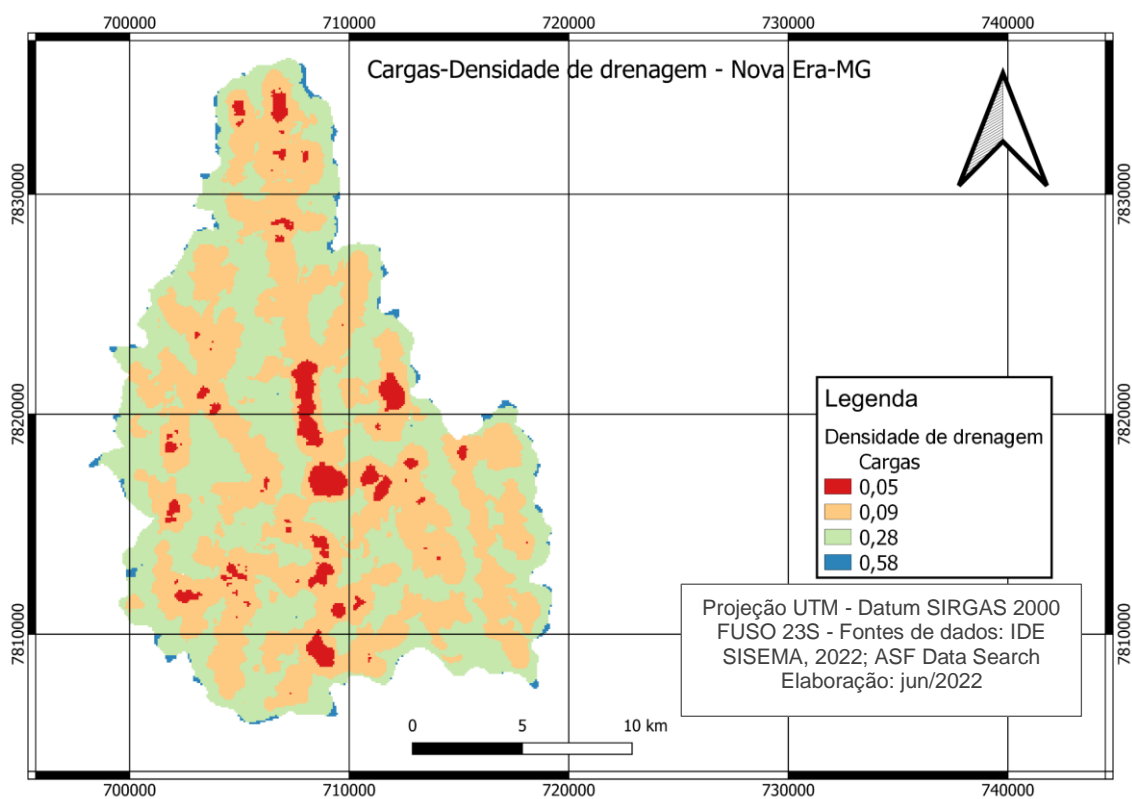 700000 710000 720000 730000 740000
Cargas-Densidade de drenagem - Nova Era-MG
7830000 7830000
7820000 7820000
7810000 7810000
Legenda
Densidade de drenagem
Cargas
0,05
0,09
0,28
0,58
Projeção UTM - Datum SIRGAS 2000
FUSO 23S - Fontes de dados: IDE
SISEMA, 2022; ASF Data Search
Elaboração: jun/2022
0 5 10 km
700000 710000 720000 730000 740000